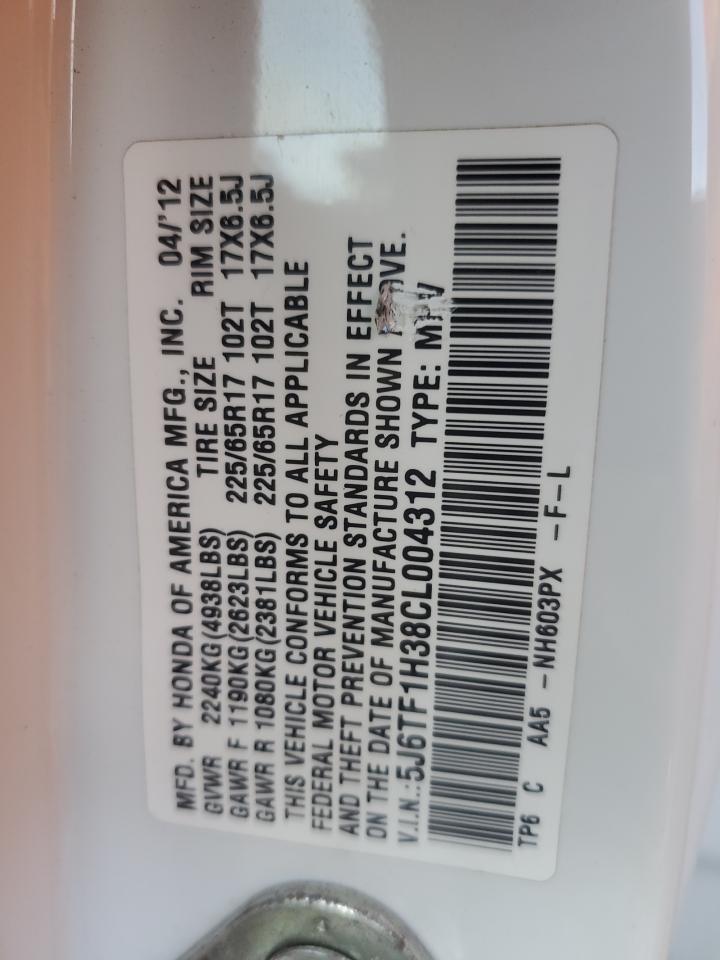 MFD. BY HONDA OF AMERICA MFG., INC. 04/'12
GVWR 2240KG(4938LBS) TIRE SIZE RIM SIZE
GAWR F 1190KG(2623LBS) 225/65R17 102T 17X6.5J
GAWR R 1080KG(2381LBS) 225/65R17 102T 17X6.5J
THIS VEHICLE CONFORMS TO ALL APPLICABLE
FEDERAL MOTOR VEHICLE SAFETY
AND THEFT PREVENTION STANDARDS IN EFFECT
ON THE DATE OF MANUFACTURE SHOWN
V.I.N.:5J6TF1H38CL004312 TYPE:
TP6 C AA5 -NH603PX -F-L